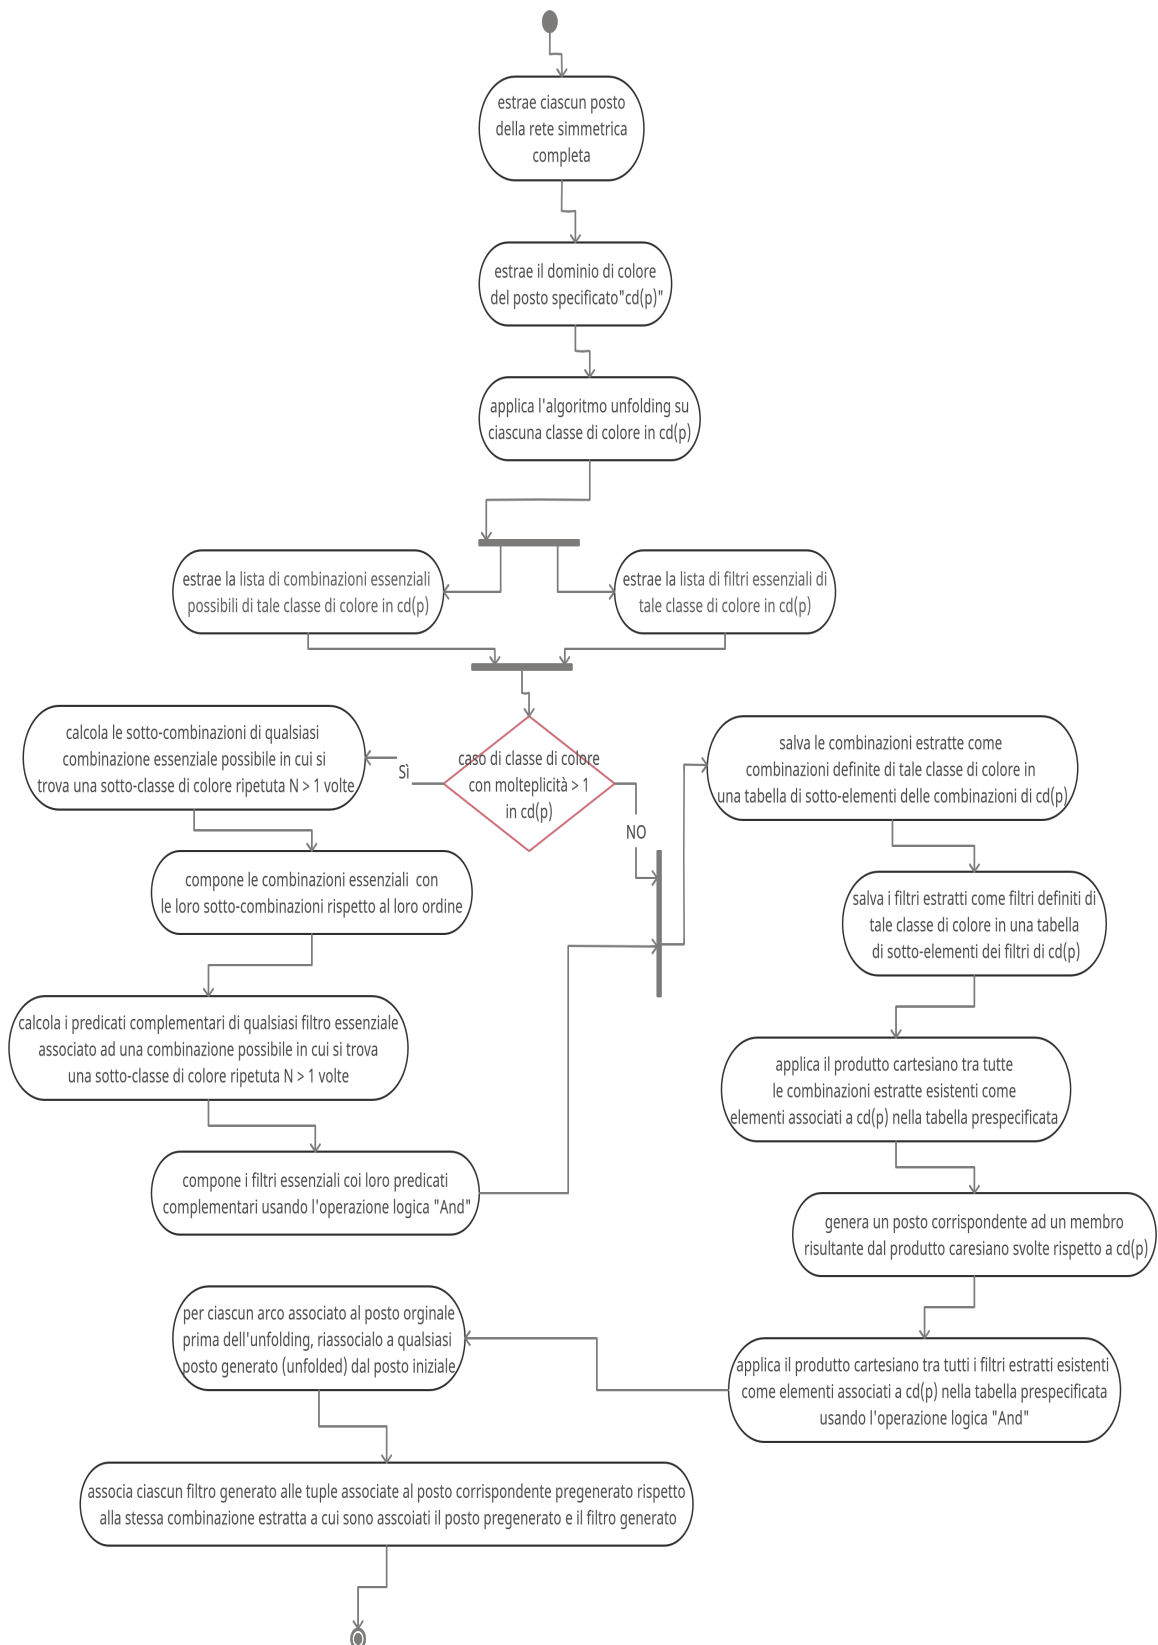 estrae ciascun posto
della rete simmetrica
completa
estrae il dominio di colore
del posto specificato"cd(p)"
applica l'algoritmo unfolding su
ciascuna classe di colore in cd(p)
estrae la lista di combinazioni essenziali
possibili di tale classe di colore in cd(p)
estrae la lista di filtri essenziali di
tale classe di colore in cd(p)
caso di classe di colore
con molteplicità > 1
in cd(p)
Sì
NO
calcola le sotto-combinazioni di qualsiasi
combinazione essenziale possibile in cui si
trova una sotto-classe di colore ripetuta N > 1 volte
compone le combinazioni essenziali  con
le loro sotto-combinazioni rispetto al loro ordine
calcola i predicati complementari di qualsiasi filtro essenziale
associato ad una combinazione possibile in cui si trova
una sotto-classe di colore ripetuta N > 1 volte
compone i filtri essenziali coi loro predicati
complementari usando l'operazione logica "And"
salva le combinazioni estratte come
combinazioni definite di tale classe di colore in
una tabella di sotto-elementi delle combinazioni di cd(p)
salva i filtri estratti come filtri definiti di
tale classe di colore in una tabella
di sotto-elementi dei filtri di cd(p)
applica il produtto cartesiano tra tutte
le combinazioni estratte esistenti come
elementi associati a cd(p) nella tabella prespecificata
genera un posto corrispondente ad un membro
risultante dal produtto caresiano svolte rispetto a cd(p)
applica il produtto cartesiano tra tutti i filtri estratti esistenti
come elementi associati a cd(p) nella tabella prespecificata
usando l'operazione logica "And"
per ciascun arco associato al posto orginale
prima dell'unfolding, riassocialo a qualsiasi
posto generato (unfolded) dal posto iniziale
associa ciascun filtro generato alle tuple associate al posto corrispondente pregenerato rispetto
alla stessa combinazione estratta a cui sono asscoiati il posto pregenerato e il filtro generato